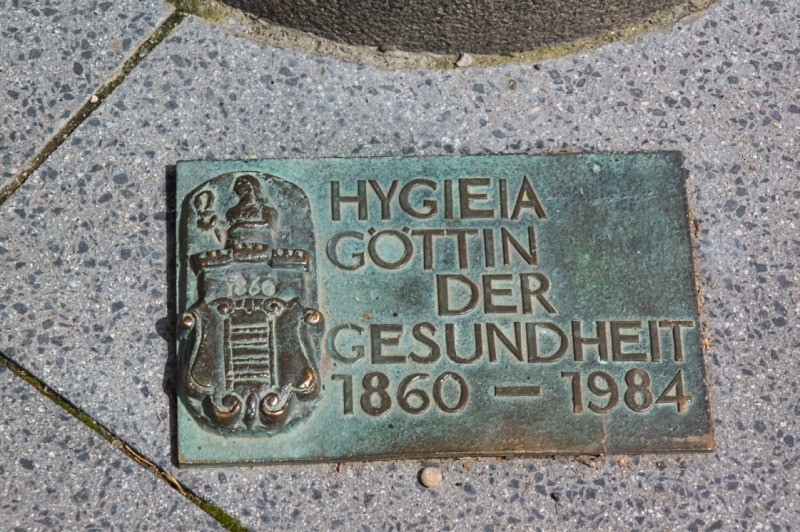 1860
HYGIEIA
GÖTTIN
DER
GESUNDHEIT
1860 — 1984